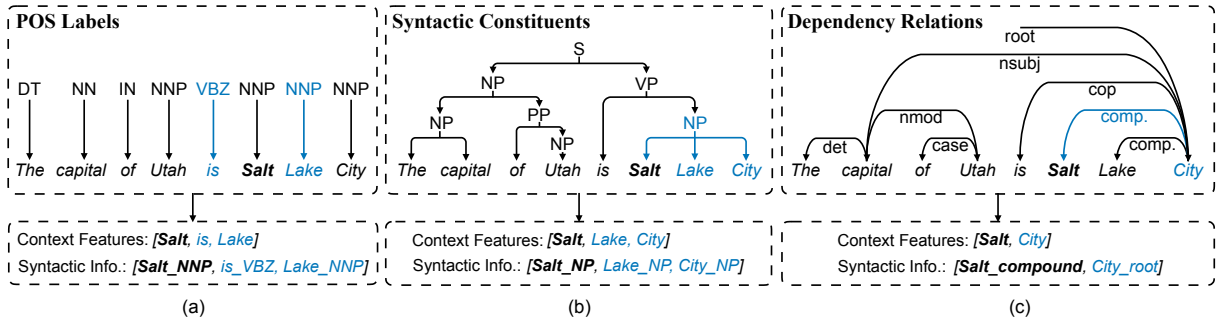 POS Labels
DT NN IN NNP VBZ NNP NNP NNP
The capital of Utah is Salt Lake City
Context Features: [Salt, is, Lake]
Syntactic Info.: [Salt_NNP, is_VBZ, Lake_NNP]
(a)
Syntactic Constituents
S
NP VP
NP PP NP
NP
The capital of Utah is Salt Lake City
Context Features: [Salt, Lake, City]
Syntactic Info.: [Salt_NP, Lake_NP, City_NP]
(b)
Dependency Relations
root
nsubj
cop
nmod comp.
det case comp.
The capital of Utah is Salt Lake City
Context Features: [Salt, City]
Syntactic Info.: [Salt_compound, City_root]
(c)